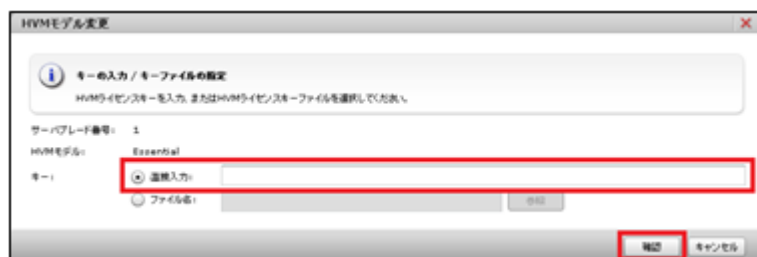 HVMモデル変更
キーの入力 / キーファイルの指定
HVMライセンスキーを入力, またはHVMライセンスキーファイルを選択してください。
サーバブレード番号: 1
HVMモデル: Essential
キー: 直接入力:
ファイル名: 参照
確認 キャンセル